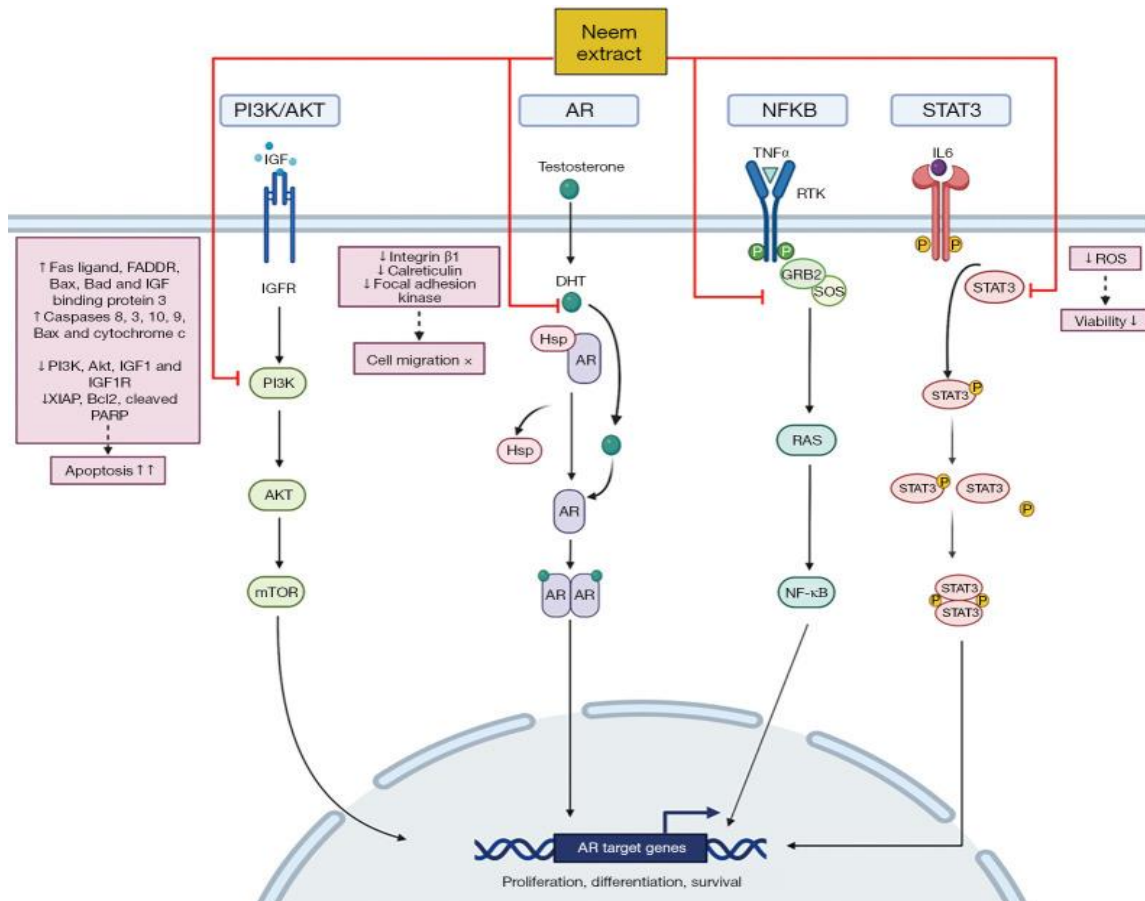 Neem
extract
PI3K/AKT
AR
NFKB
STAT3
IGF
IGFR
PI3K
AKT
mTOR
↑Fas ligand, FADDR,
Bax, Bad and IGF
binding protein 3
↑Caspases 8, 3, 10, 9,
Bax and cytochrome c
↓PI3K, Akt, IGF1 and
IGF1R
↓XIAP, Bcl2, cleaved
PARP
Apoptosis ↑↑
Testosterone
DHT
Hsp
AR
Hsp
AR
AR AR
↓Integrin β1
↓Calreticulin
↓Focal adhesion
kinase
Cell migration ×
TNFα
RTK
P P
GRB2
SOS
RAS
NF-κB
IL6
P P
STAT3
STAT3 P
STAT3 P STAT3
P
STAT3
P P
STAT3
↓ROS
Viability ↓
AR target genes
Proliferation, differentiation, survival